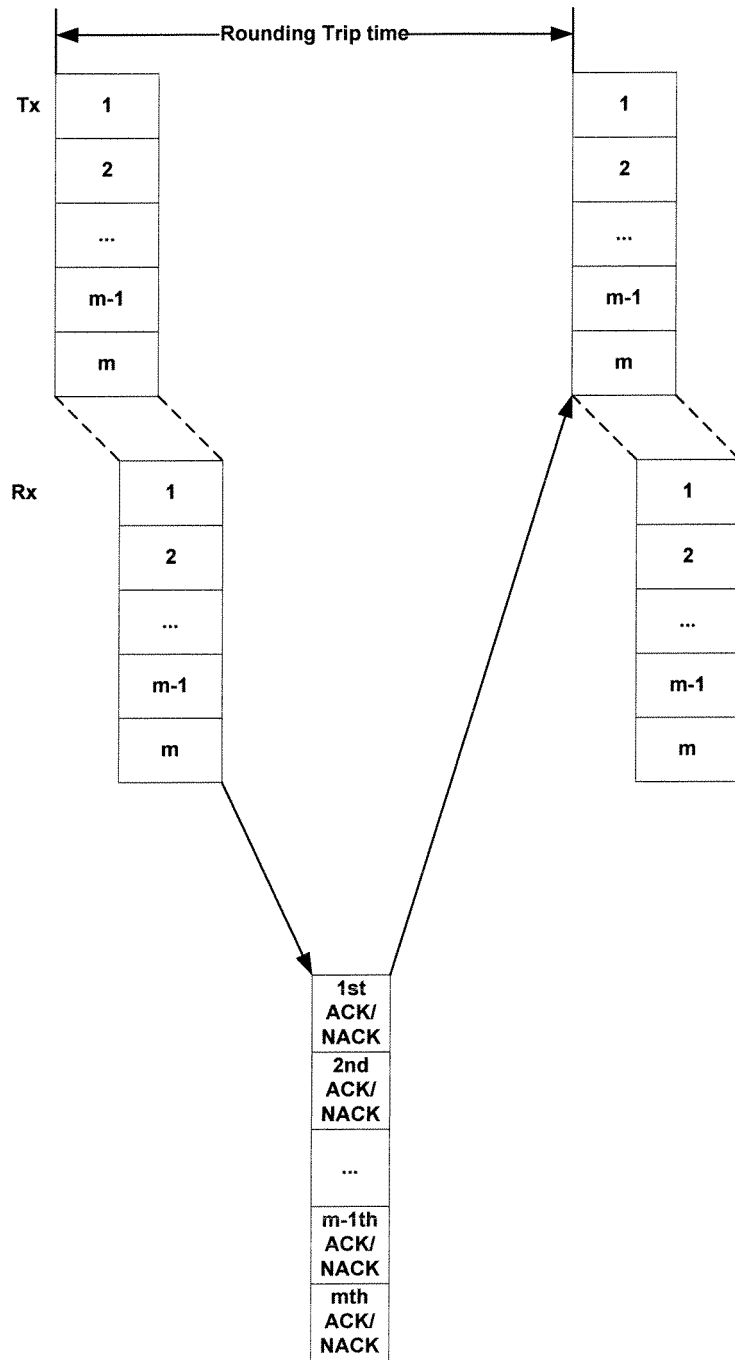 Rounding Trip time
Tx
1
2
...
m-1
m
Rx
1
2
...
m-1
m
1st
ACK/
NACK
2nd
ACK/
NACK
...
m-1th
ACK/
NACK
mth
ACK/
NACK
1
2
...
m-1
m
1
2
...
m-1
m